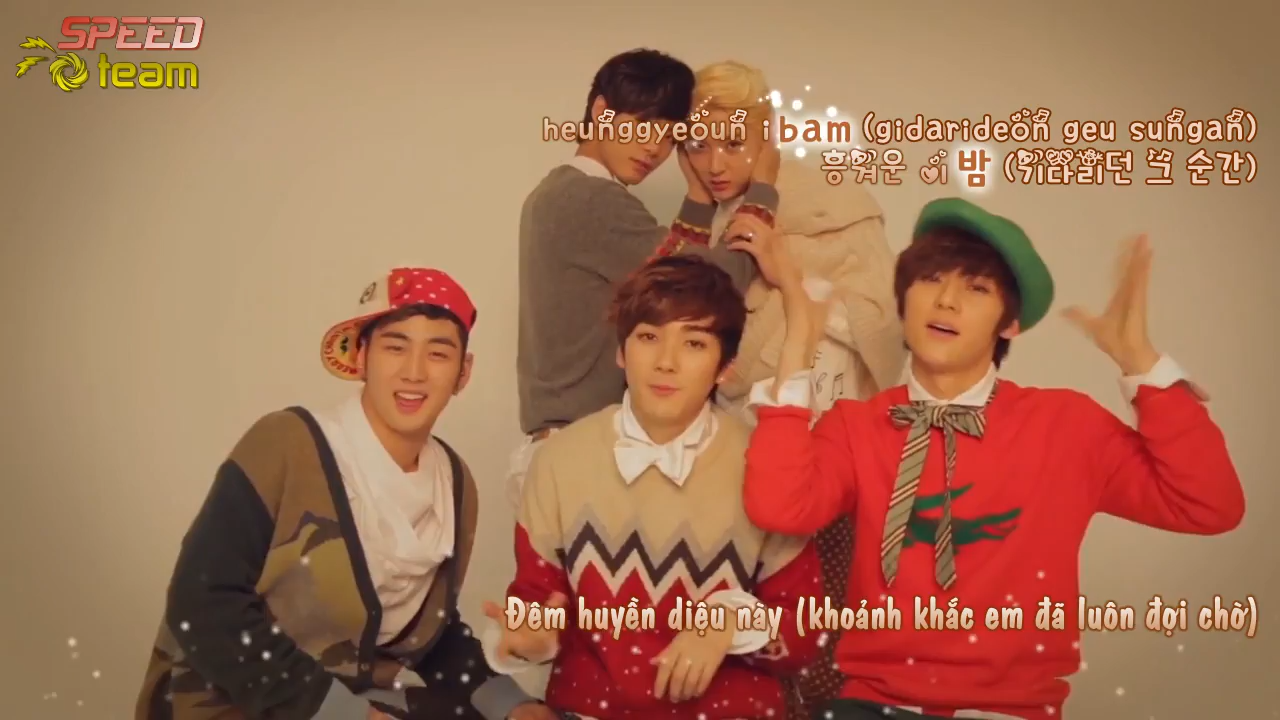 SPEED
team
heunggyeoun i bam (gidarideon geu sungan)
흥겨운 이 밤 (기다리던 그 순간)
Đêm huyền diệu này (khoảnh khắc em đã luôn đợi chờ)